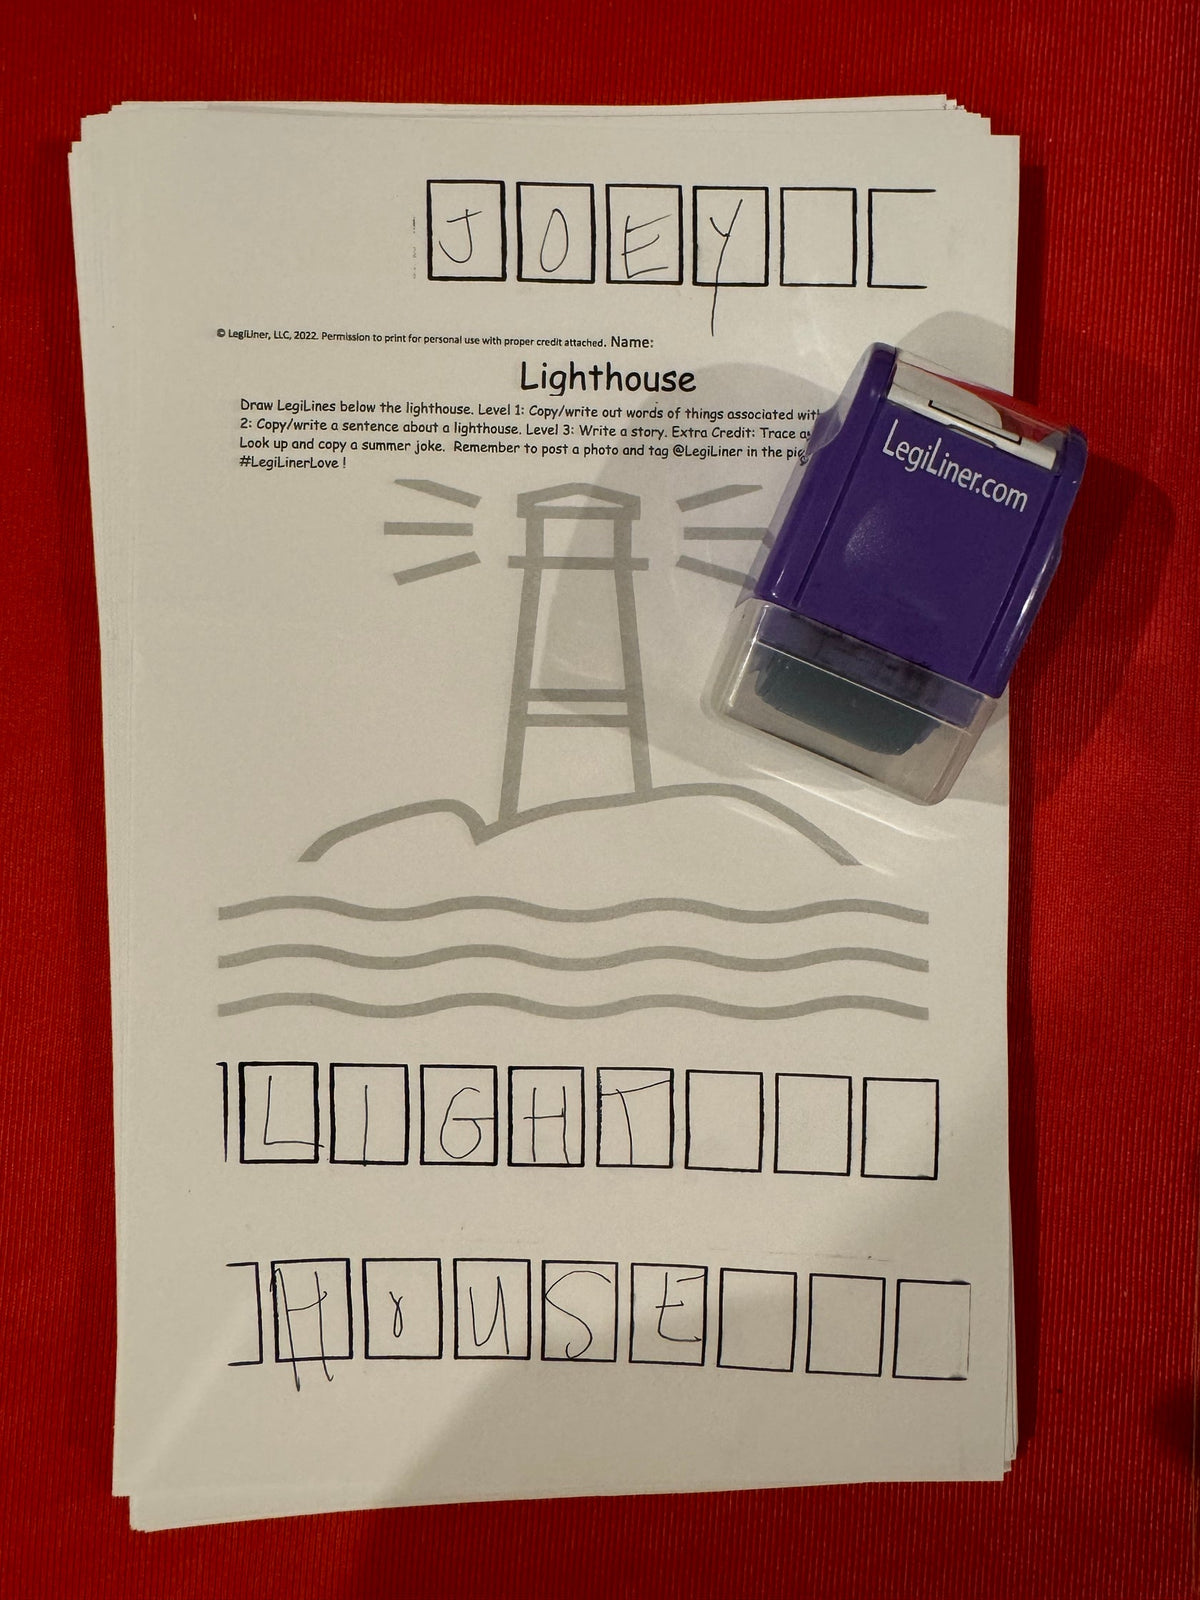 JOEY
© LegiLiner, LLC, 2022. Permission to print for personal use with proper credit attached. Name:
Lighthouse
Draw LegiLines below the lighthouse. Level 1: Copy/write out words of things associated with
2: Copy/write a sentence about a lighthouse. Level 3: Write a story. Extra Credit: Trace
Look up and copy a summer joke. Remember to post a photo and tag @LegiLiner in the
#LegiLinerLove !
LegiLiner.com
LIGHT
HOUSE